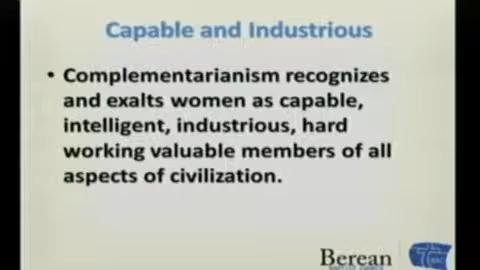 Capable and Industrious
• Complementarianism recognizes
and exalts women as capable,
intelligent, industrious, hard
working valuable members of all
aspects of civilization.
Berean